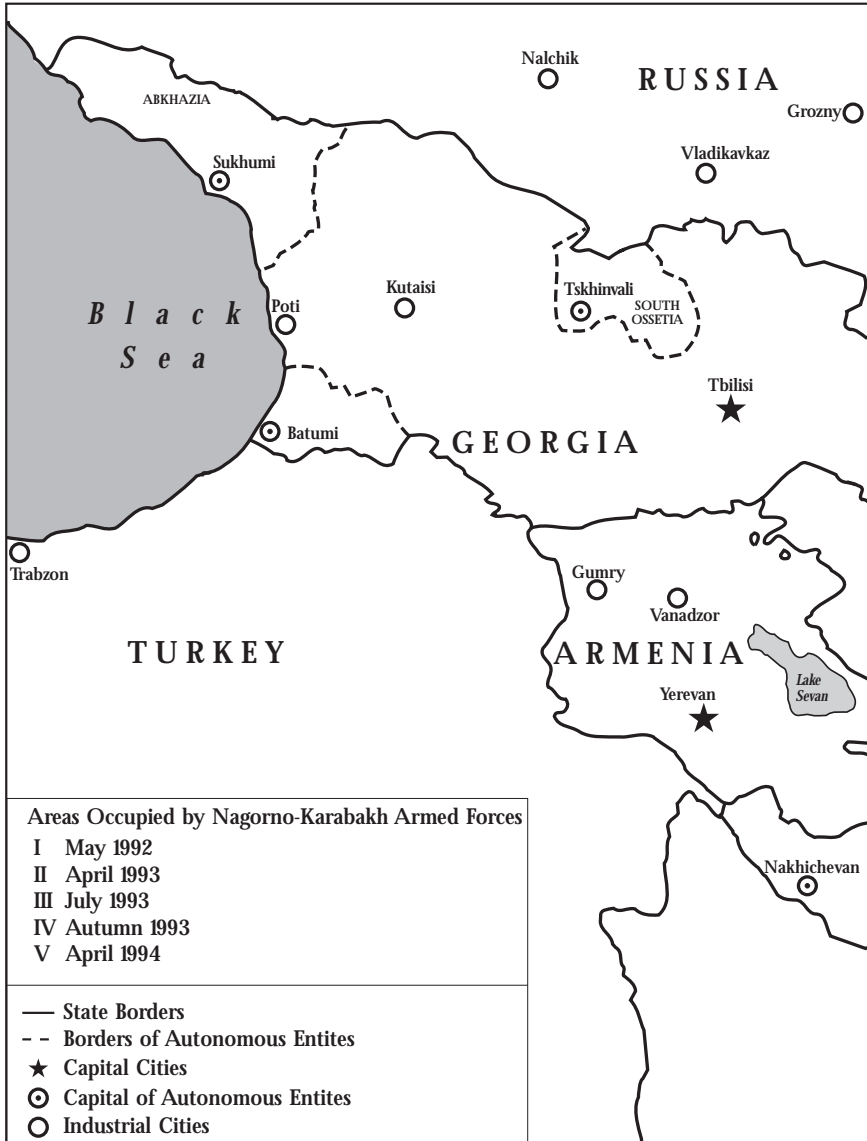 Nalchik
RUSSIA
ABKHAZIA
Grozny
Sukhumi
Vladikavkaz
Kutaisi
Tskhinvali
SOUTH
OSSETIA
Black
Sea
Poti
Tbilisi
Batumi
GEORGIA
Trabzon
Gumry
Vanadzor
TURKEY
ARMENIA
Lake
Sevan
Yerevan
Areas Occupied by Nagorno-Karabakh Armed Forces
I May 1992
II April 1993
III July 1993
IV Autumn 1993
V April 1994
Nakhichevan
State Borders
Borders of Autonomous Entites
Capital Cities
Capital of Autonomous Entites
Industrial Cities